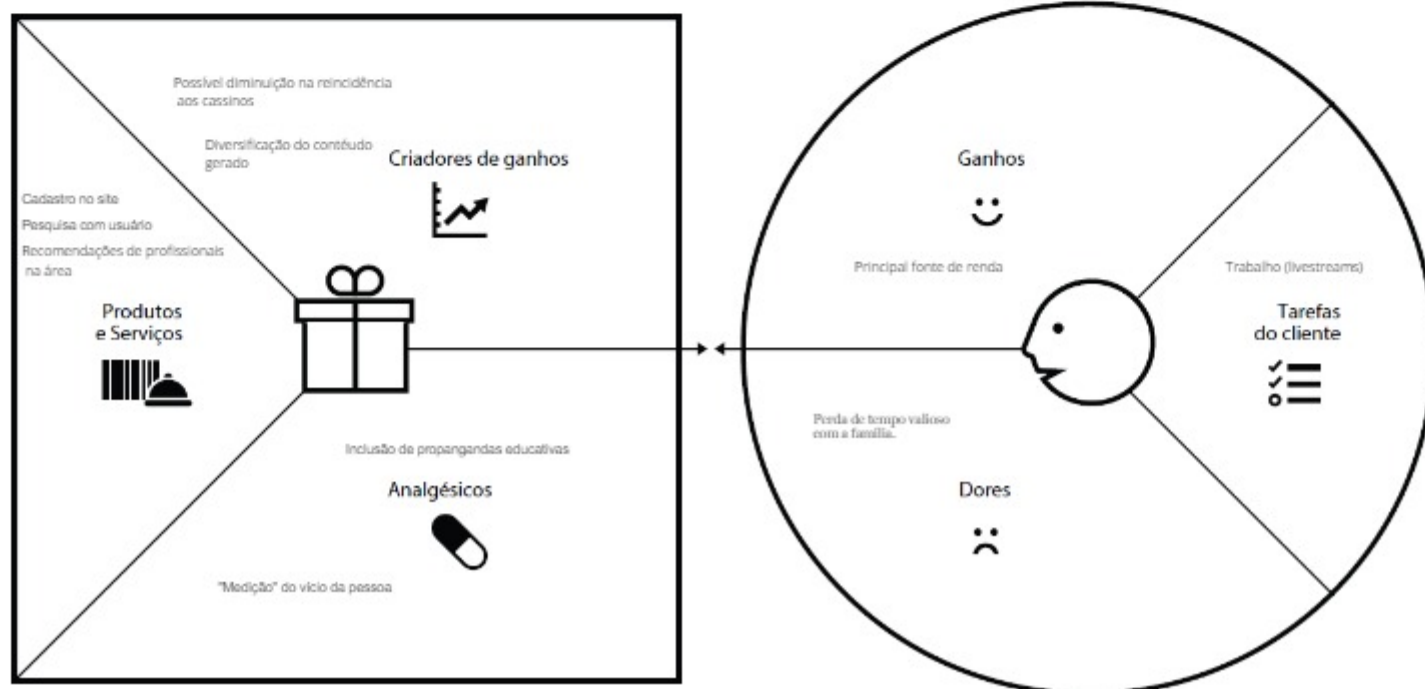 Possível diminuição na reincidência
aos cassinos
Diversificação do contéudo
gerado
Criadores de ganhos
Cadastro no site
Pesquisa com usuário
Recomendações de profissionais
na área
Produtos
e Serviços
Inclusão de propangandas educativas
Analgésicos
"Medição" do vício da pessoa
Ganhos
Principal fonte de renda
Trabalho (livestreams)
Tarefas
do cliente
Perda de tempo valioso
com a família.
Dores